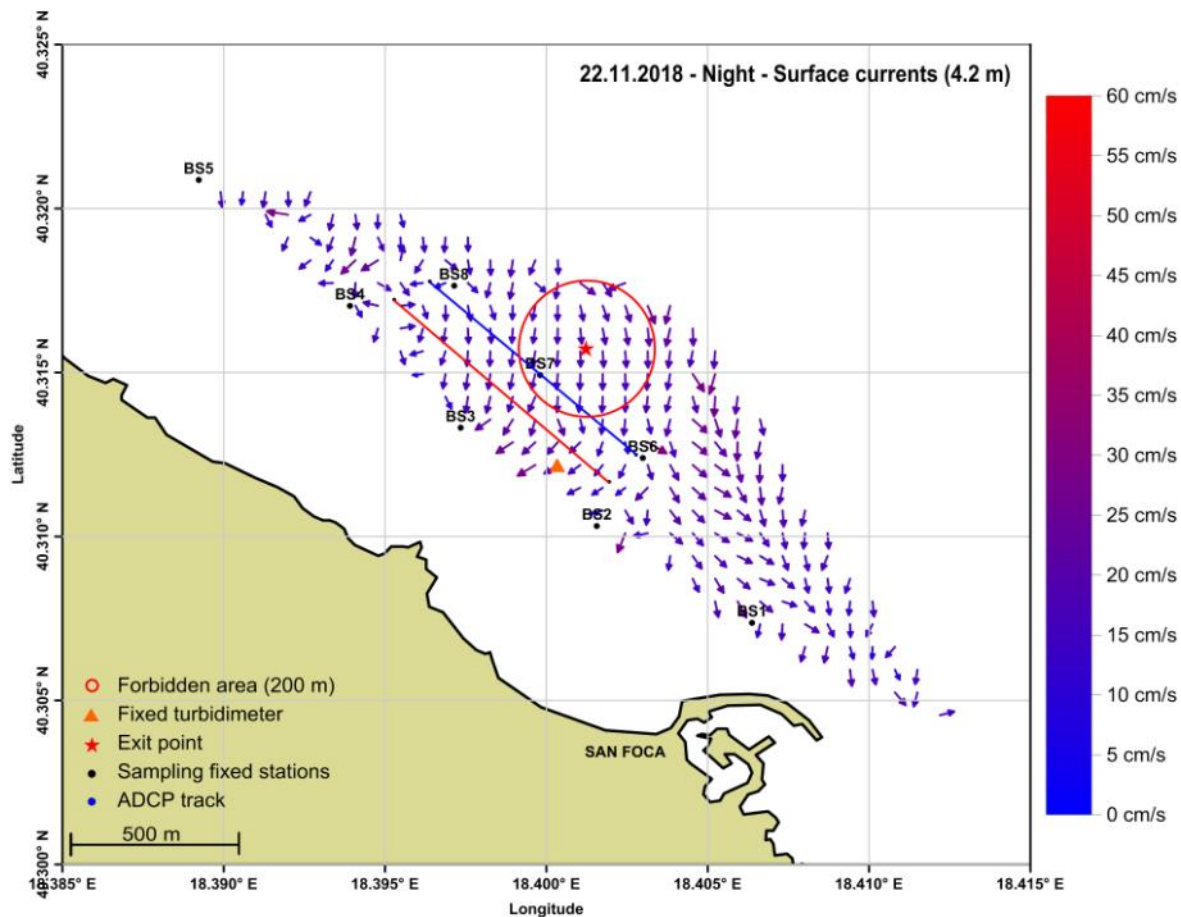 22.11.2018 - Night - Surface currents (4.2 m)
40.325° N
40.320° N
40.315° N
40.310° N
40.305° N
40.300° N
Latitude
BS5
BS8
BS4
BS7
BS3
BS6
BS2
BS1
SAN FOCA
Forbidden area (200 m)
Fixed turbidimeter
Exit point
Sampling fixed stations
ADCP track
500 m
18.385° E
18.390° E
18.395° E
18.400° E
18.405° E
18.410° E
18.415° E
Longitude
60 cm/s
55 cm/s
50 cm/s
45 cm/s
40 cm/s
35 cm/s
30 cm/s
25 cm/s
20 cm/s
15 cm/s
10 cm/s
5 cm/s
0 cm/s